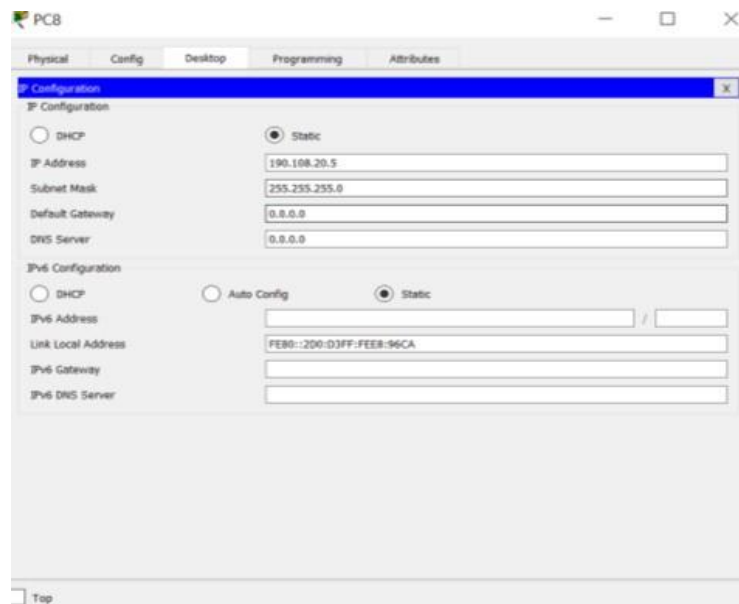 PC8
Physical Config Desktop Programming Attributes
IP Configuration X
IP Configuration
DHCP Static
IP Address 190.108.20.5
Subnet Mask 255.255.255.0
Default Gateway 0.0.0.0
DNS Server 0.0.0.0
IPv6 Configuration
DHCP Auto Config Static
IPv6 Address /
Link Local Address FE80::2D0:D3FF:FEE8:96CA
IPv6 Gateway
IPv6 DNS Server
Top